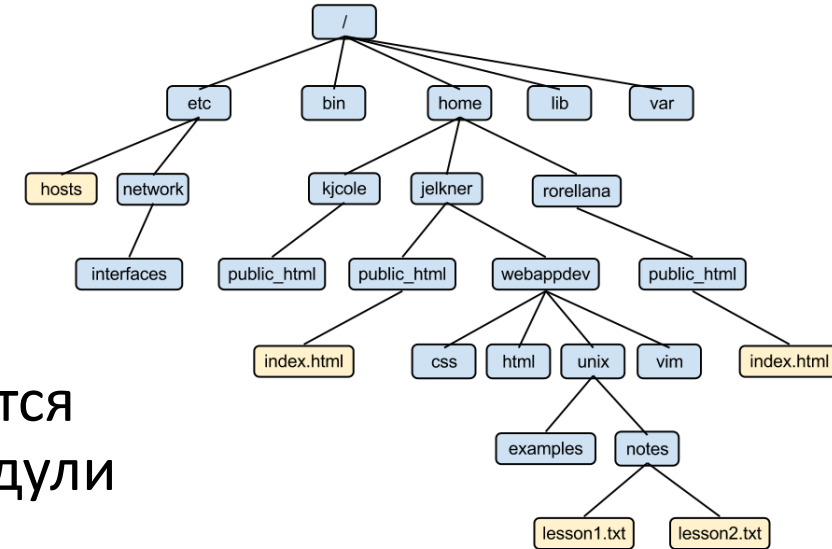 /
etc bin home lib var
hosts network kjcole jelkner rorellana
interfaces public_html public_html webappdev public_html
index.html css html unix vim index.html
тся
examples notes
дули
lesson1.txt lesson2.txt